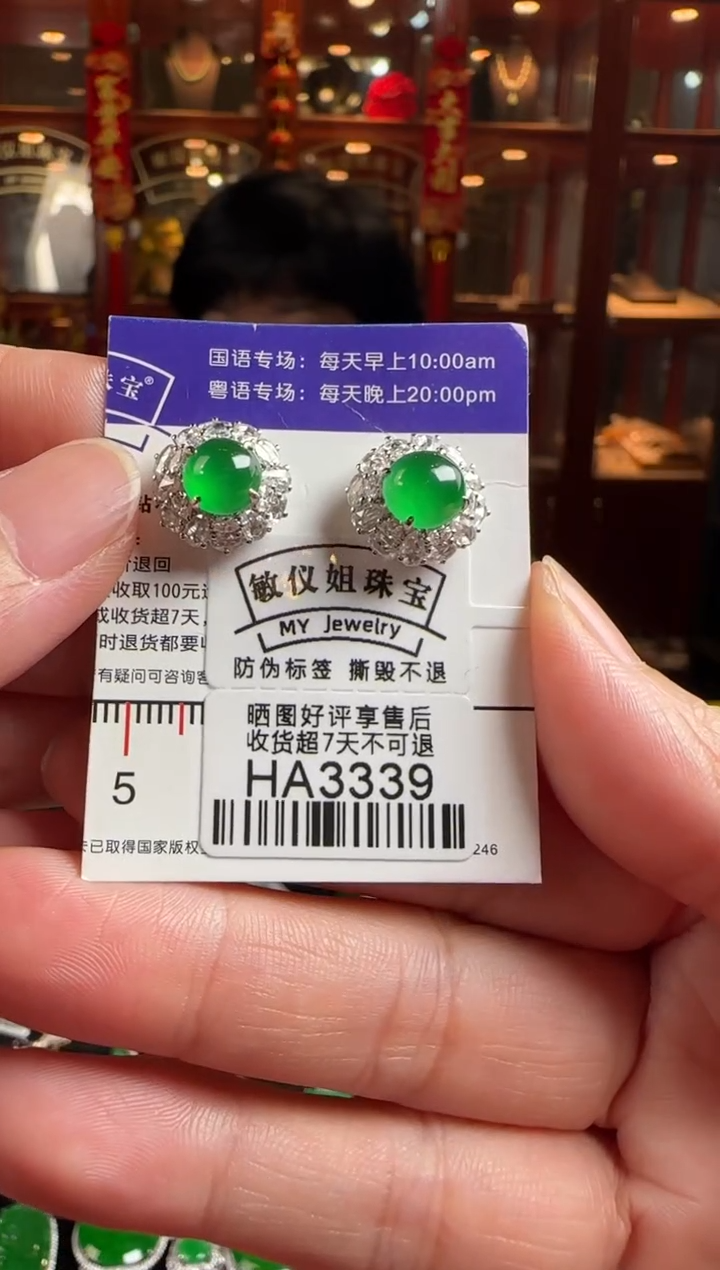 国语专场：每天早上10:00am
粤语专场：每天晚上20:00pm
珠宝®
退回
收取100元
收货超7天，
时退货都要
有疑问可咨询客
敏仪姐珠宝
MY Jewelry
防伪标签 撕毁不退
晒图好评享售后
收货超7天不可退
HA3339
5
已取得国家版权
246